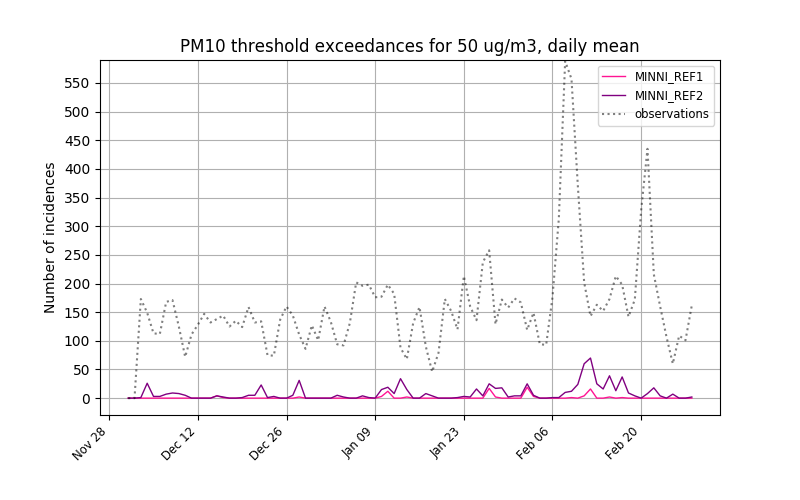 PM10 threshold exceedances for 50 ug/m3, daily mean
MINNI_REF1
MINNI_REF2
observations
Number of incidences
550
500
450
400
350
300
250
200
150
100
50
0
Nov 28
Dec 12
Dec 26
Jan 09
Jan 23
Feb 06
Feb 20